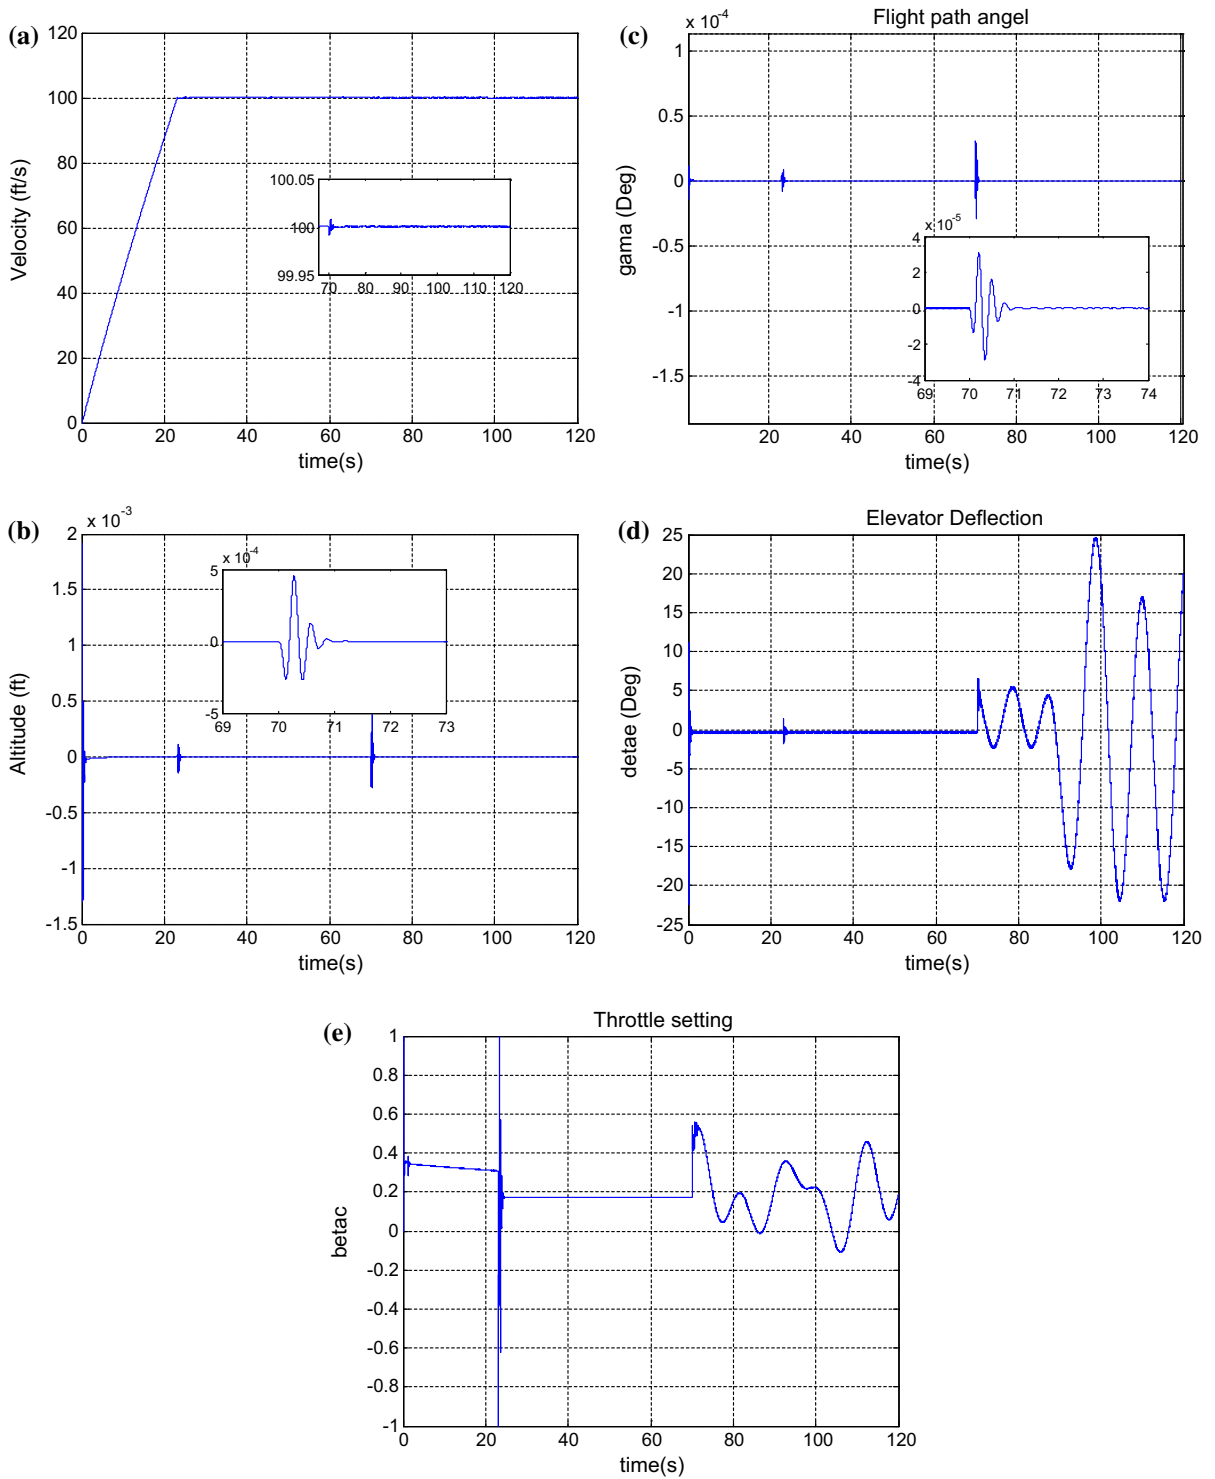 (a)
120
100
80
60
40
20
0
Velocity (ft/s)
0 20 40 60 80 100 120
time(s)
100.05
100
99.95
70 80 90 100 110 120
(c)
Flight path angel
x 10^-4
1
0.5
0
-0.5
-1
-1.5
gama (Deg)
20 40 60 80 100 120
time(s)
x 10^-5
4
2
0
-2
-4
69 70 71 72 73 74
(b)
x 10^-3
2
1.5
1
0.5
0
-0.5
-1
-1.5
Altitude (ft)
0 20 40 60 80 100 120
time(s)
x 10^-4
5
0
-5
69 70 71 72 73
(d)
Elevator Deflection
25
20
15
10
5
0
-5
-10
-15
-20
-25
detae (Deg)
0 20 40 60 80 100 120
time(s)
(e)
Throttle setting
1
0.8
0.6
0.4
0.2
0
-0.2
-0.4
-0.6
-0.8
-1
betac
0 20 40 60 80 100 120
time(s)